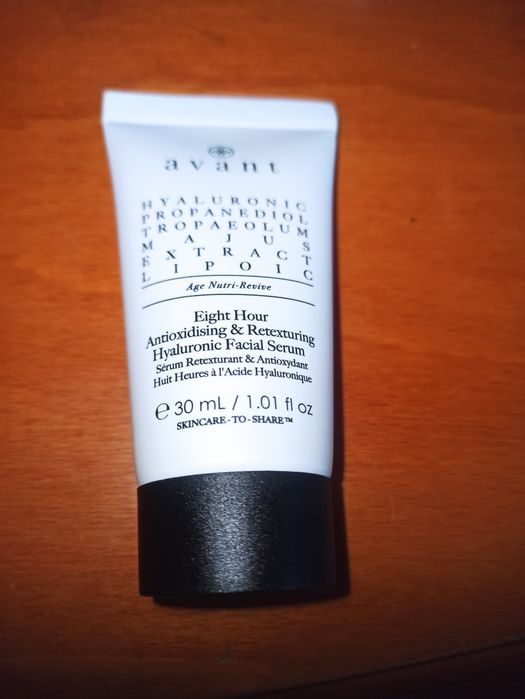 avant
HYALURONIC
PROPANEDIOL
TROPAEOLUM
MAJUS
EXTRACT
LIPOIC
Age Nutri-Revive
Eight Hour
Antioxidising & Retexturing
Hyaluronic Facial Serum
Sérum Retexturant & Antioxydant
Huit Heures à l'Acide Hyaluronique
℮ 30 mL / 1.01 fl oz
SKINCARE-TO-SHARE™